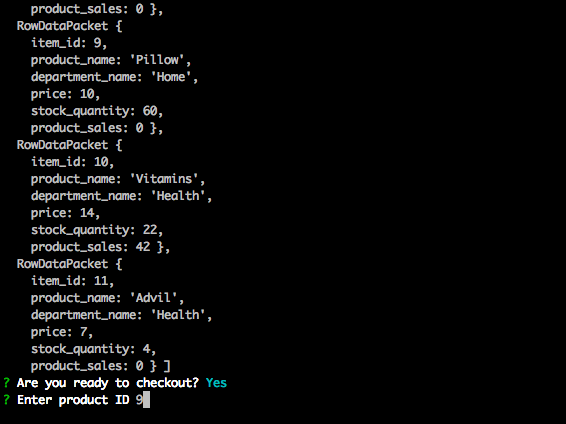 product_sales: 0 },
RowDataPacket {
item_id: 9,
product_name: 'Pillow',
department_name: 'Home',
price: 10,
stock_quantity: 60,
product_sales: 0 },
RowDataPacket {
item_id: 10,
product_name: 'Vitamins',
department_name: 'Health',
price: 14,
stock_quantity: 22,
product_sales: 42 },
RowDataPacket {
item_id: 11,
product_name: 'Advil',
department_name: 'Health',
price: 7,
stock_quantity: 4,
product_sales: 0 } ]
? Are you ready to checkout? Yes
? Enter product ID 9